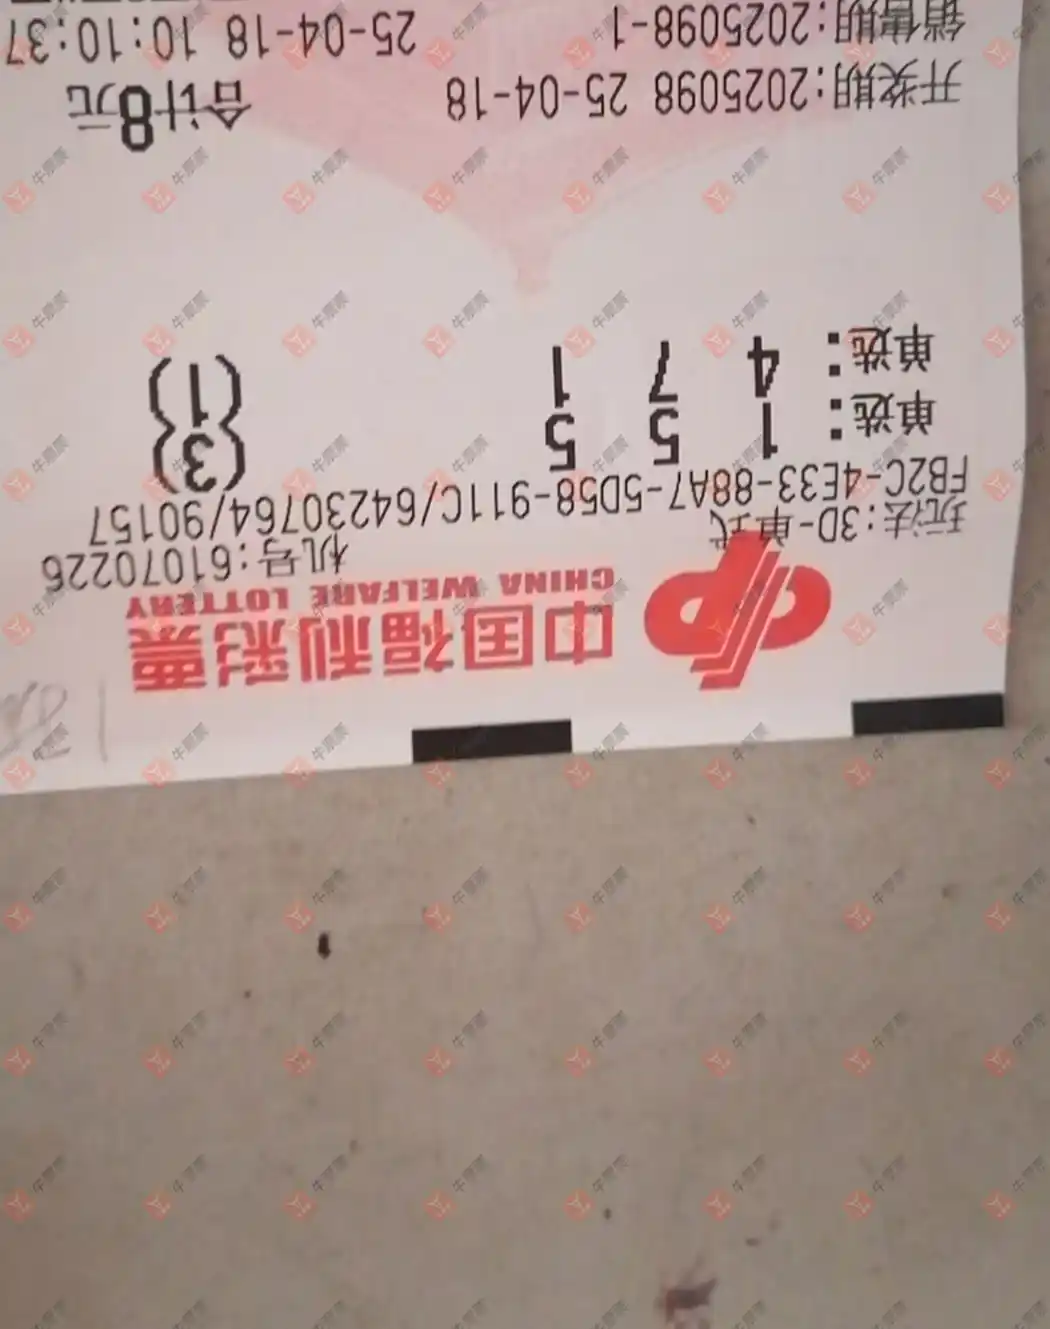 中国福利彩票
CHINA WELFARE LOTTERY
机号:61070226
玩法:3D-单式
FB2C-4E33-88A7-5D58-911C/64230764/90157
单选: 1 5 5 (3)
单选: 4 7 1 (1)
开奖期:2025098 25-04-18 合计8元
销售期:2025098-1 25-04-18 10:10:37